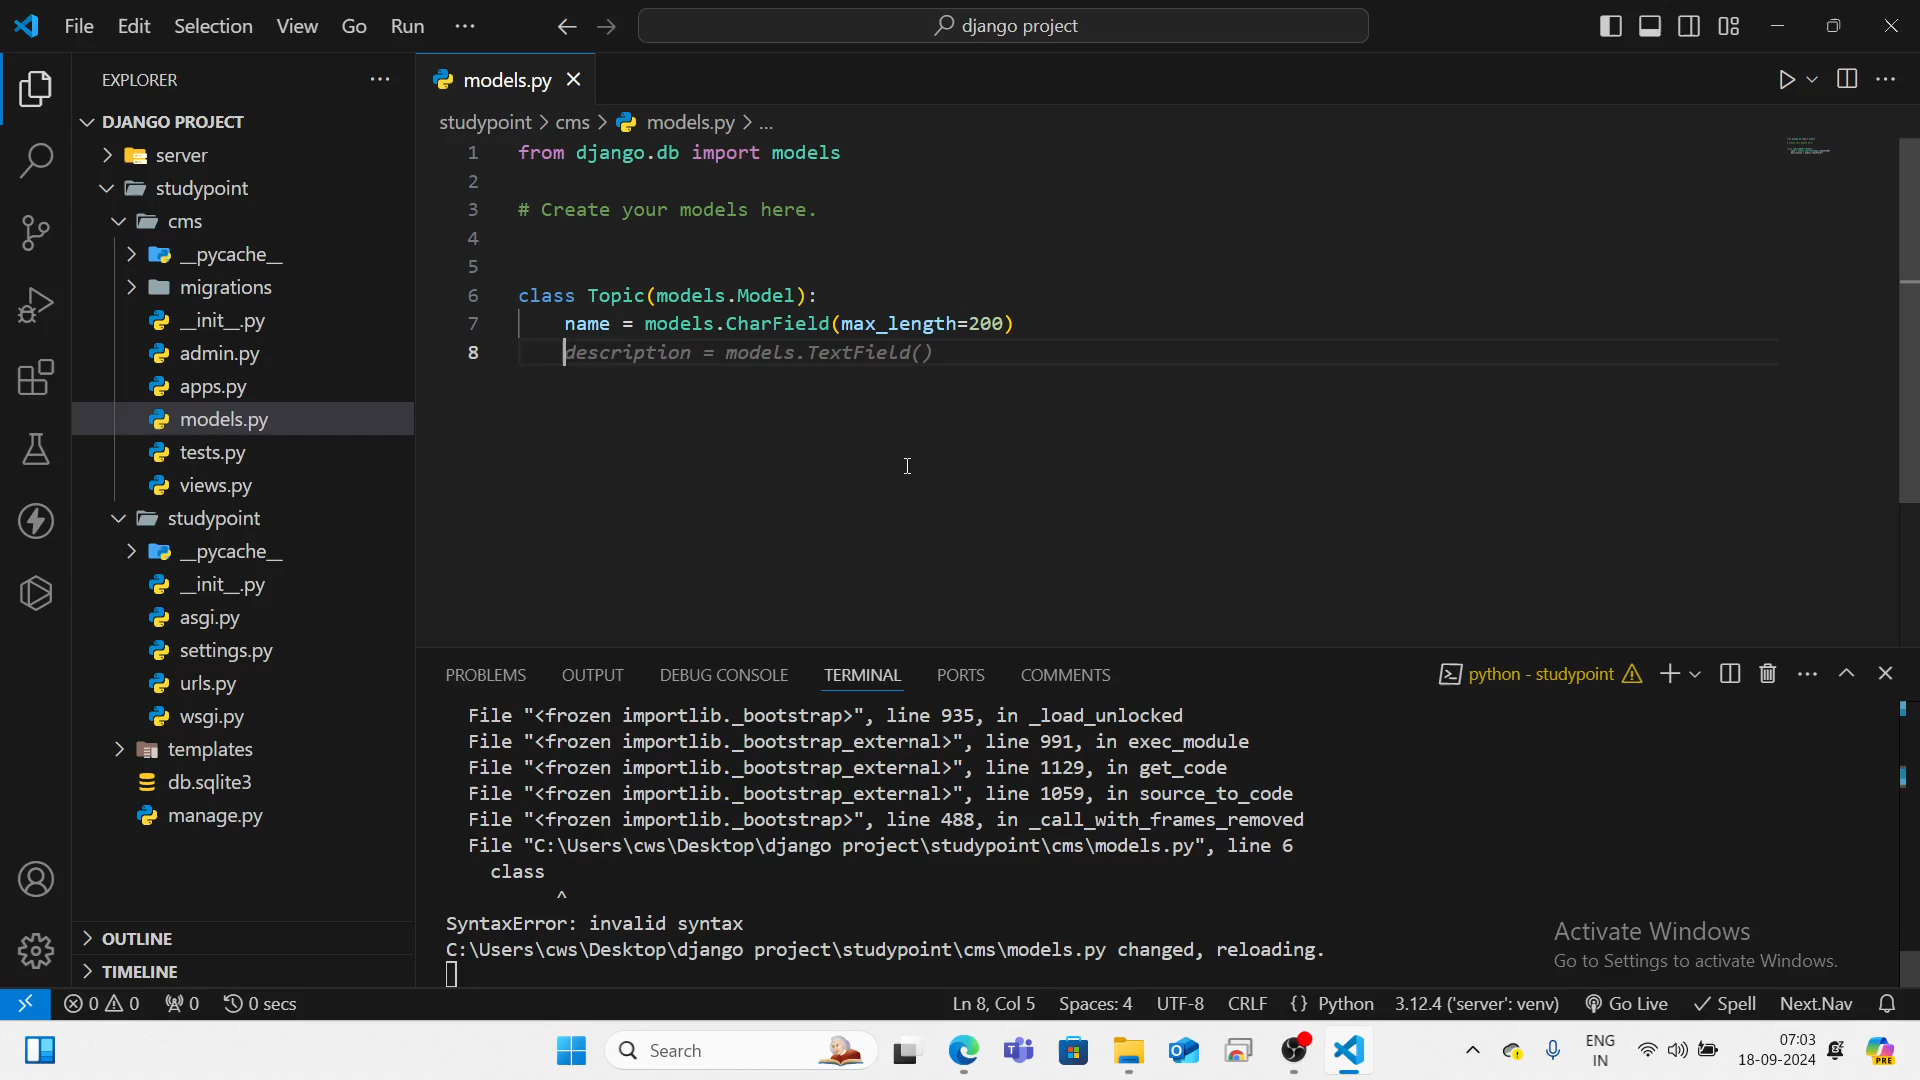 File Edit Selection View Go Run ···
django project
EXPLORER ···
models.py
DJANGO PROJECT
server
studypoint
cms
__pycache__
migrations
__init__.py
admin.py
apps.py
models.py
tests.py
views.py
studypoint
__pycache__
__init__.py
asgi.py
settings.py
urls.py
wsgi.py
templates
db.sqlite3
manage.py
OUTLINE
TIMELINE
studypoint > cms > models.py > ...
1 from django.db import models
2
3 # Create your models here.
4
5
6 class Topic(models.Model):
7 name = models.CharField(max_length=200)
8 description = models.TextField()
PROBLEMS OUTPUT DEBUG CONSOLE TERMINAL PORTS COMMENTS
python - studypoint
File "<frozen importlib._bootstrap>", line 935, in _load_unlocked
File "<frozen importlib._bootstrap_external>", line 991, in exec_module
File "<frozen importlib._bootstrap_external>", line 1129, in get_code
File "<frozen importlib._bootstrap_external>", line 1059, in source_to_code
File "<frozen importlib._bootstrap>", line 488, in _call_with_frames_removed
File "C:\Users\cws\Desktop\django project\studypoint\cms\models.py", line 6
class
^
SyntaxError: invalid syntax
C:\Users\cws\Desktop\django project\studypoint\cms\models.py changed, reloading.
Activate Windows
Go to Settings to activate Windows.
0 0 0 0 secs Ln 8, Col 5 Spaces: 4 UTF-8 CRLF {} Python 3.12.4 ('server': venv) Go Live Spell Next.Nav
Search
ENG
IN
07:03
18-09-2024
PRE